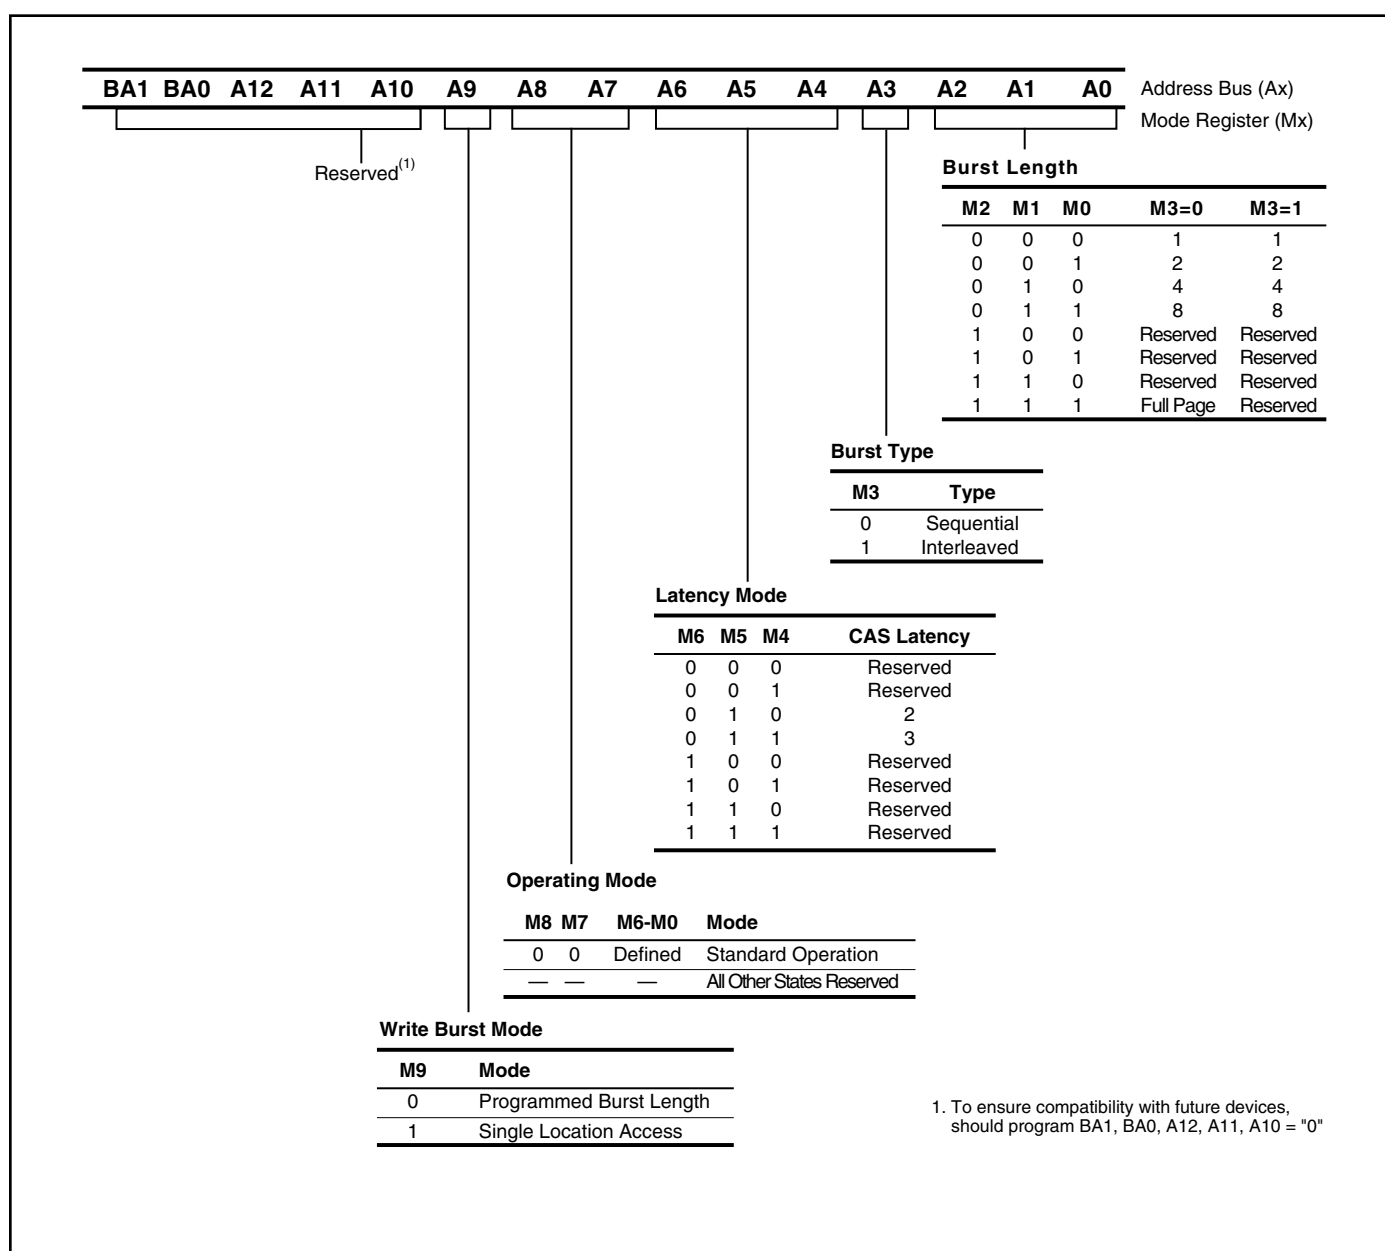 BA1 BA0 A12 A11 A10 A9 A8 A7 A6 A5 A4 A3 A2 A1 A0 Address Bus (Ax)
Mode Register (Mx)
Reserved(1)
Burst Length
M2 M1 M0 M3=0 M3=1
0 0 0 1 1
0 0 1 2 2
0 1 0 4 4
0 1 1 8 8
1 0 0 Reserved Reserved
1 0 1 Reserved Reserved
1 1 0 Reserved Reserved
1 1 1 Full Page Reserved
Burst Type
M3 Type
0 Sequential
1 Interleaved
Latency Mode
M6 M5 M4 CAS Latency
0 0 0 Reserved
0 0 1 Reserved
0 1 0 2
0 1 1 3
1 0 0 Reserved
1 0 1 Reserved
1 1 0 Reserved
1 1 1 Reserved
Operating Mode
M8 M7 M6-M0 Mode
0 0 Defined Standard Operation
— — — All Other States Reserved
Write Burst Mode
M9 Mode
0 Programmed Burst Length
1 Single Location Access
1. To ensure compatibility with future devices,
should program BA1, BA0, A12, A11, A10 = "0"